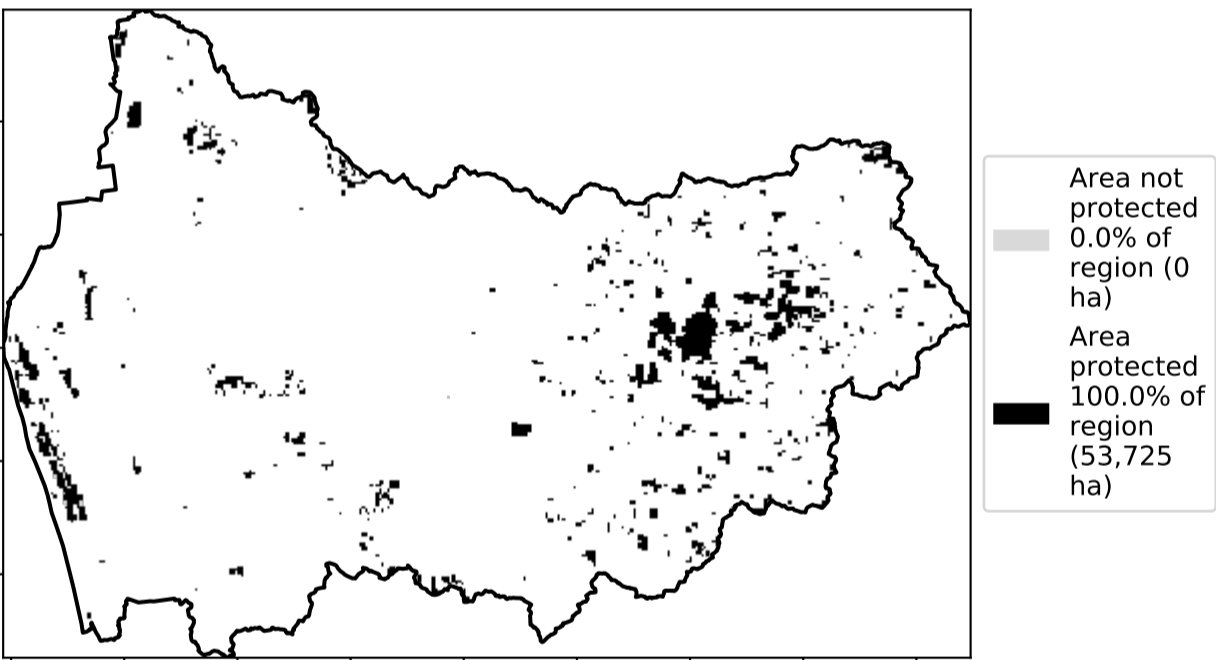 Area not
protected
0.0% of
region (0
ha)
Area
protected
100.0% of
region
(53,725
ha)